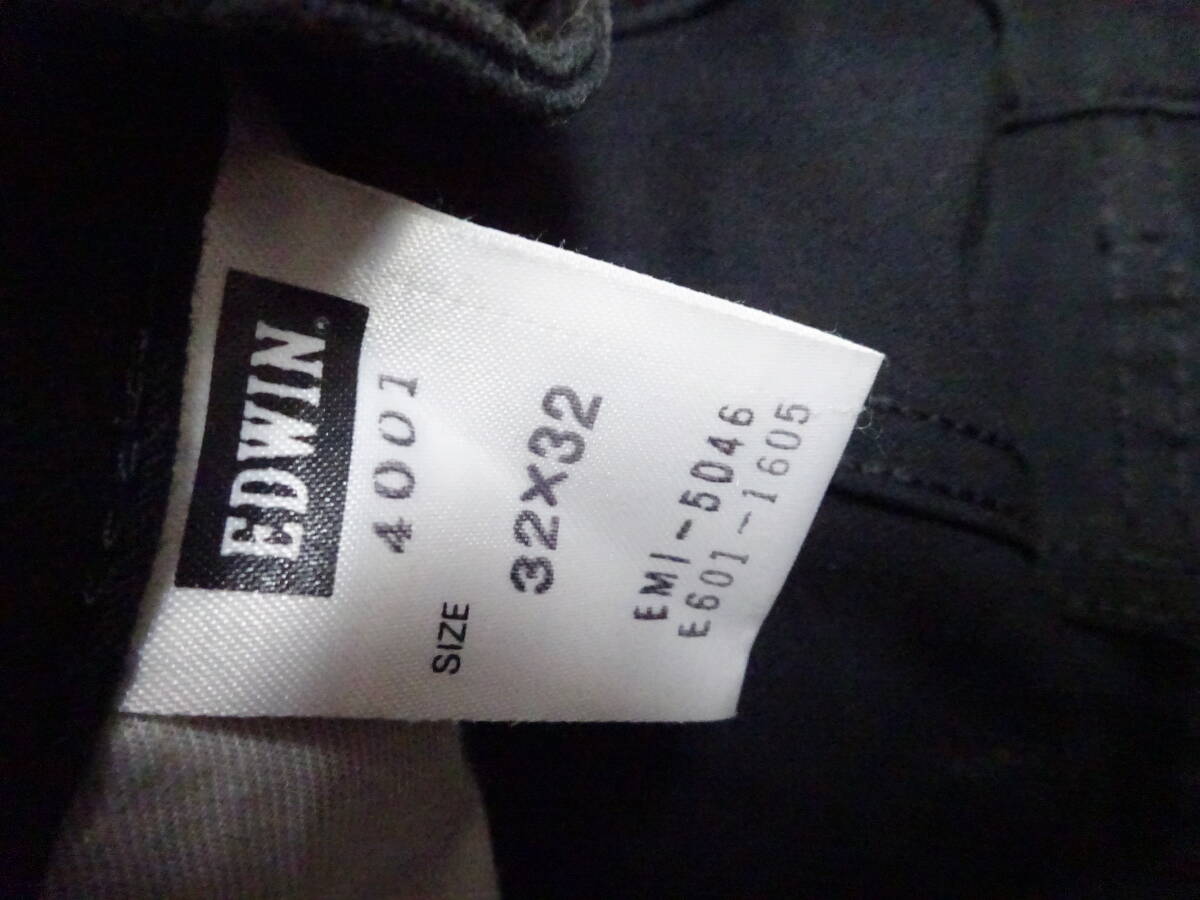 EDWIN.
4001
SIZE
32×32
EMI-5046
E601-1605